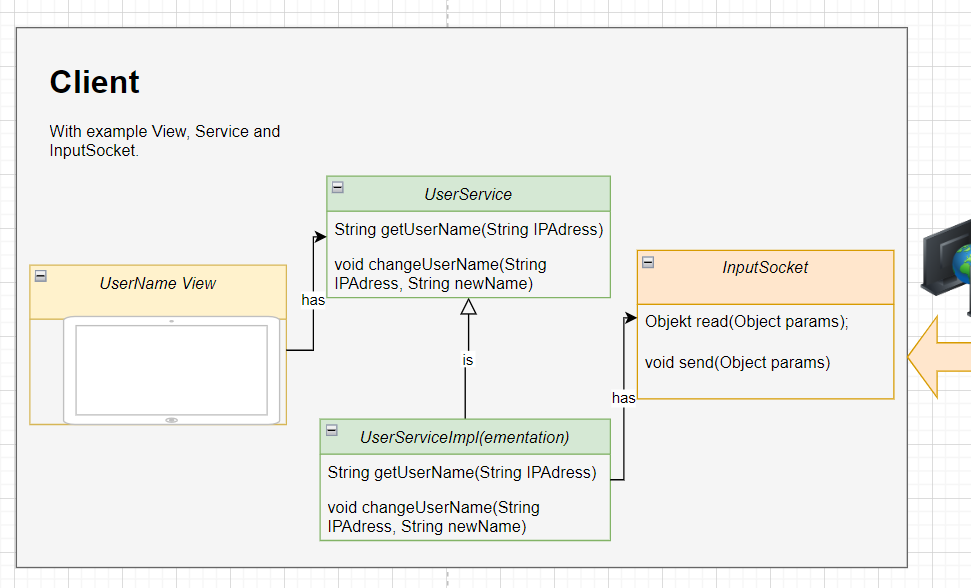 Client
With example View, Service and
InputSocket.
UserService
String getUserName(String IPAdress)
void changeUserName(String
IPAdress, String newName)
UserName View
has
InputSocket
Objekt read(Object params);
void send(Object params)
is
has
UserServiceImpl(ementation)
String getUserName(String IPAdress)
void changeUserName(String
IPAdress, String newName)